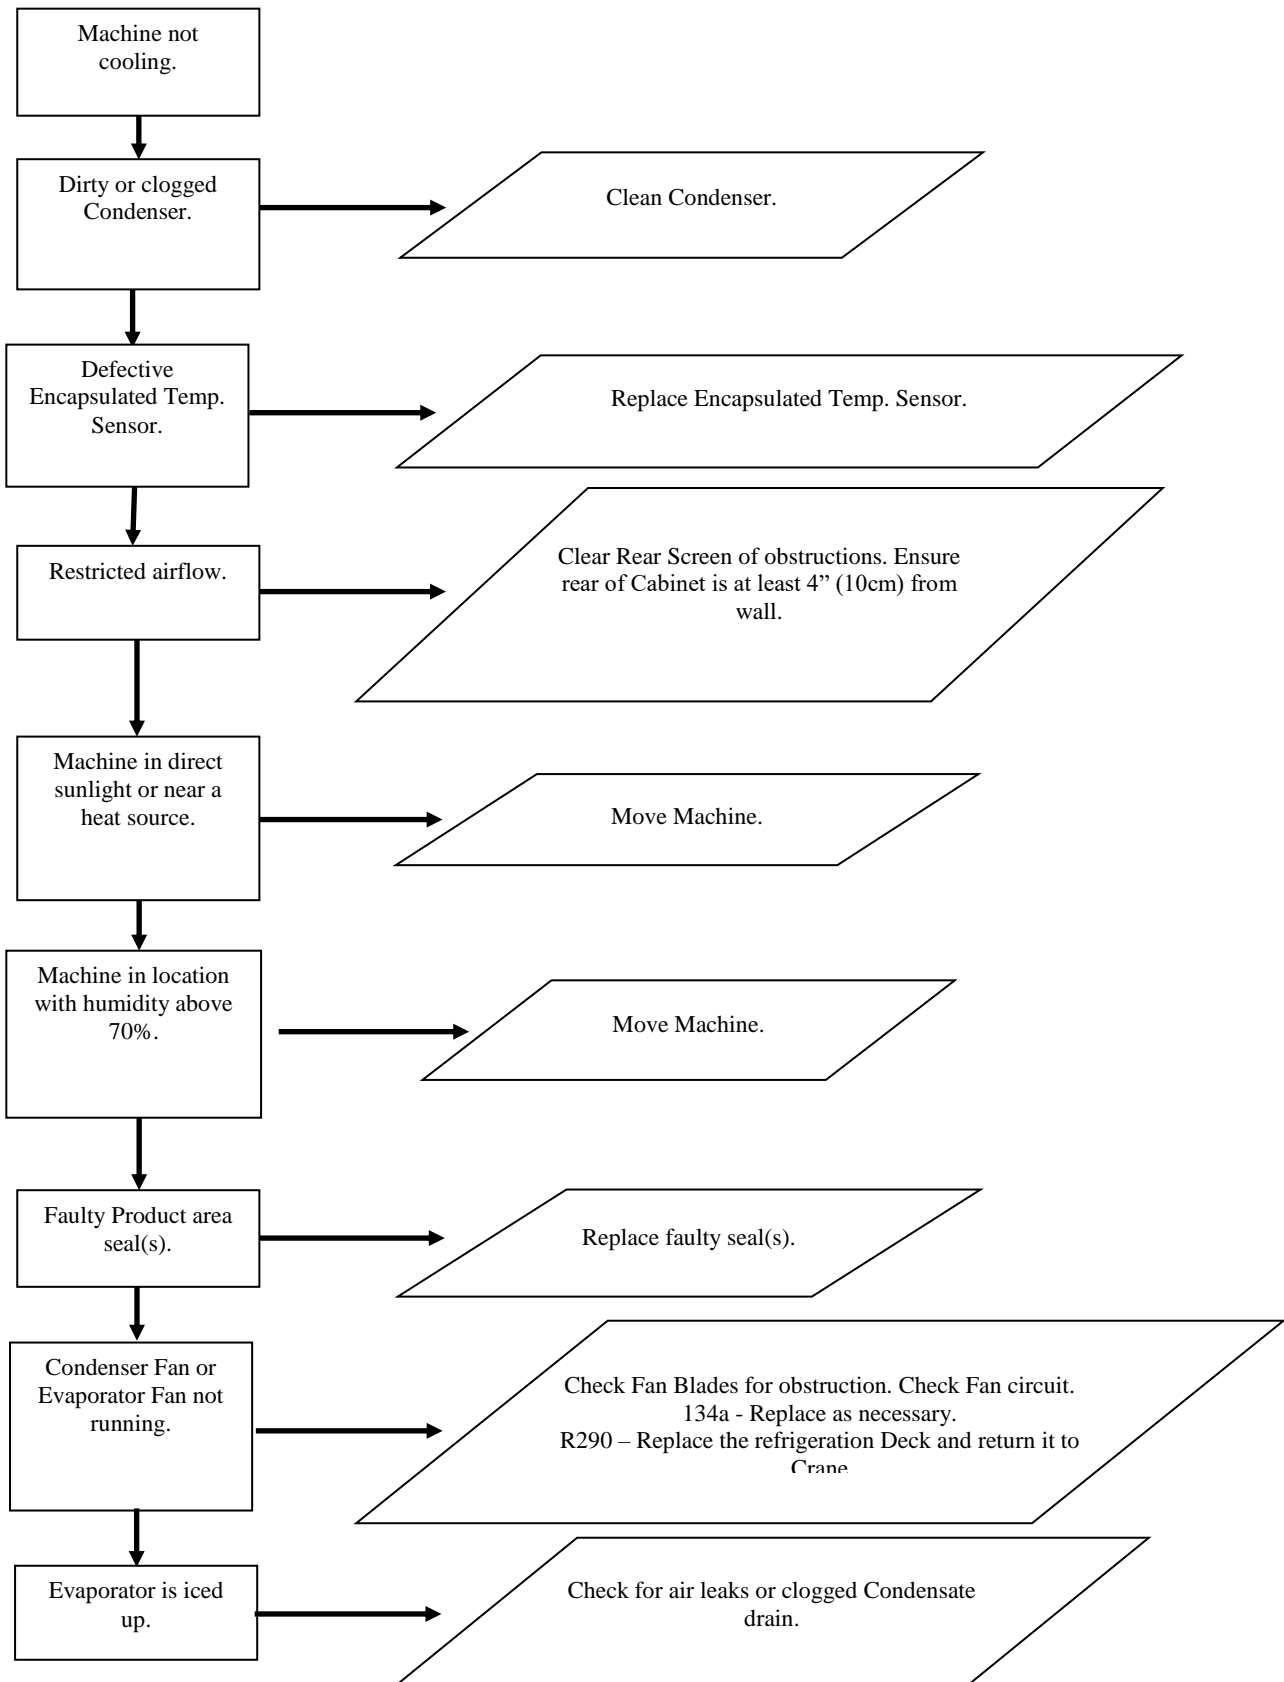 Machine not
cooling.
Dirty or clogged
Condenser.
Clean Condenser.
Defective
Encapsulated Temp.
Sensor.
Replace Encapsulated Temp. Sensor.
Restricted airflow.
Clear Rear Screen of obstructions. Ensure
rear of Cabinet is at least 4” (10cm) from
wall.
Machine in direct
sunlight or near a
heat source.
Move Machine.
Machine in location
with humidity above
70%.
Move Machine.
Faulty Product area
seal(s).
Replace faulty seal(s).
Condenser Fan or
Evaporator Fan not
running.
Check Fan Blades for obstruction. Check Fan circuit.
134a - Replace as necessary.
R290 – Replace the refrigeration Deck and return it to
Crane
Evaporator is iced
up.
Check for air leaks or clogged Condensate
drain.